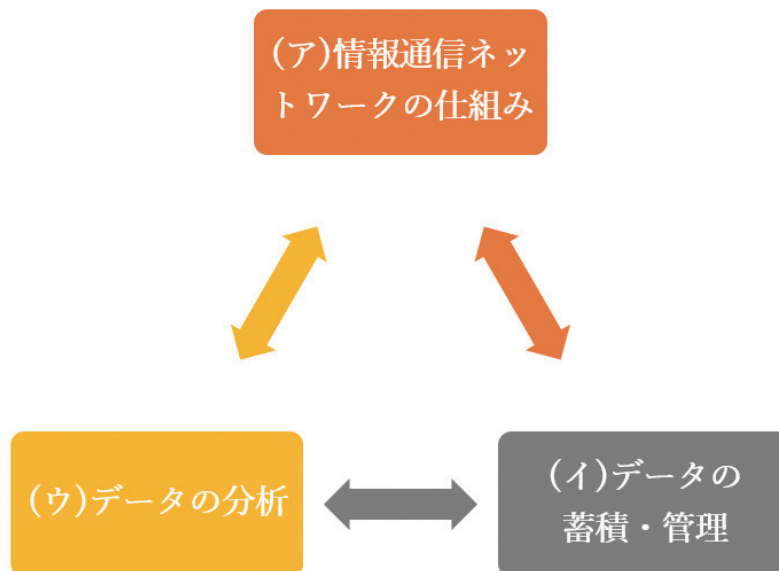 (ア)情報通信ネッ
トワークの仕組み
(ウ)データの分析
(イ)データの
蓄積・管理